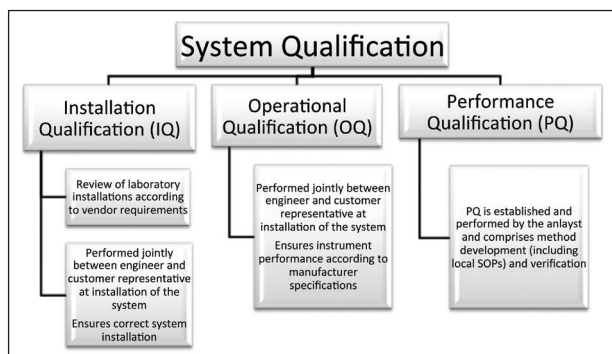 System Qualification
Installation
Qualification (IQ)
Review of laboratory
installations according
to vendor requirements
Performed jointly
between engineer and
customer representative
at installation of the
system
Ensures correct system
installation
Operational
Qualification (OQ)
Performed jointly between
engineer and customer
representative at
installation of the system
Ensures instrument
performance according to
manufacturer
specifications
Performance
Qualification (PQ)
PQ is established and
performed by the anlayst
and comprises method
development (including
local SOPs) and verification